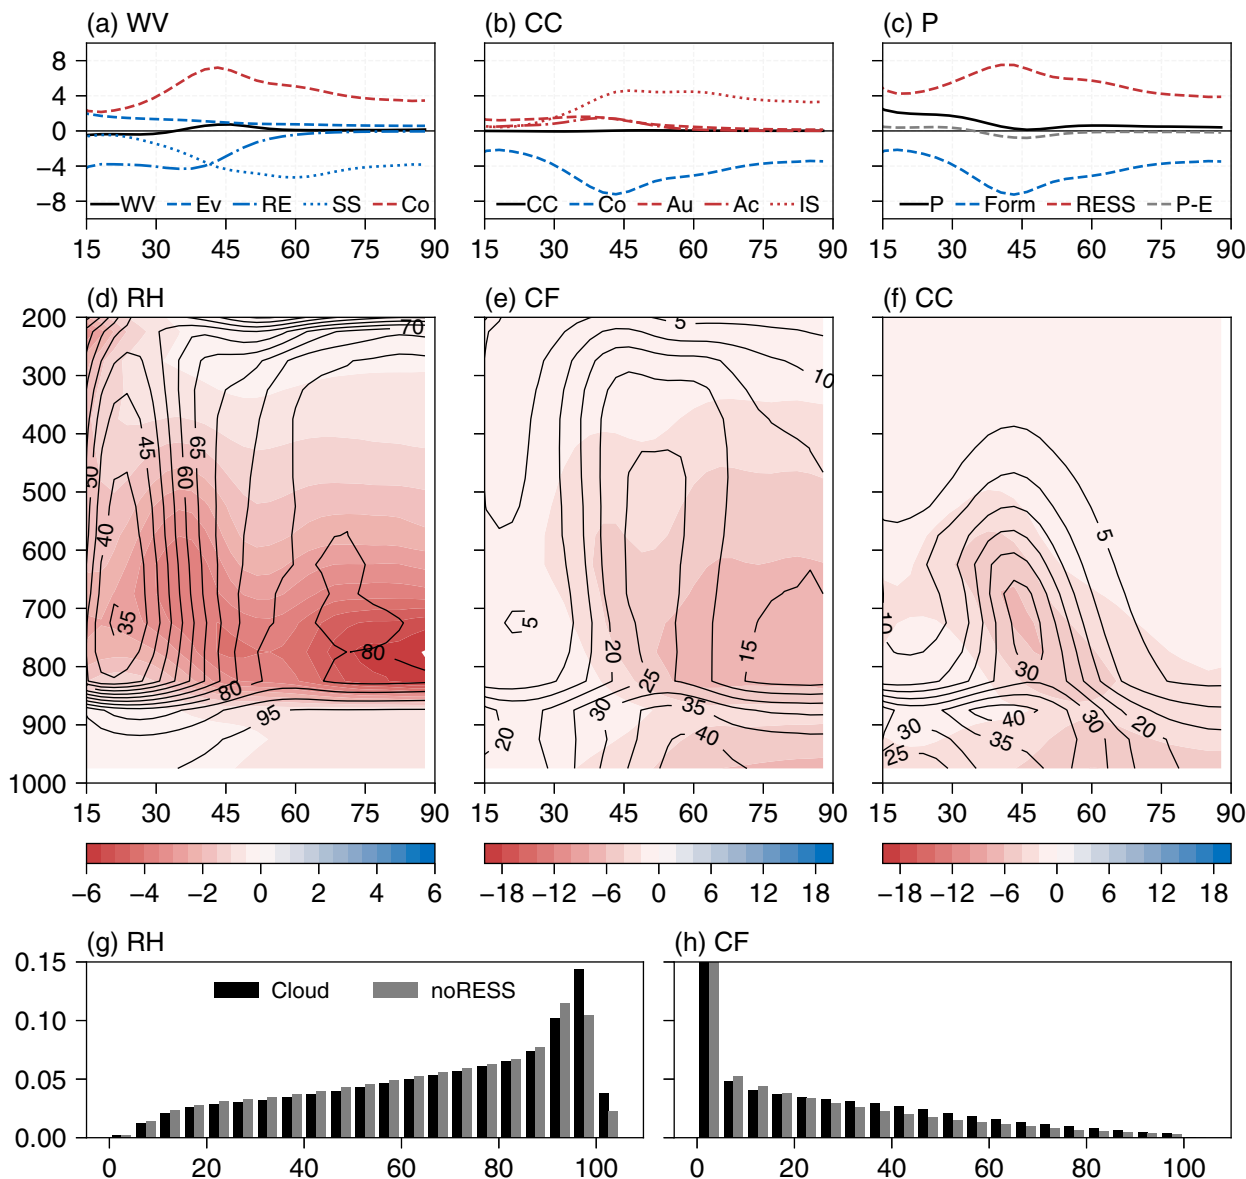 (a) WV (b) CC (c) P
8
4
0
−4
−8
WV Ev RE SS Co
CC Co Au Ac IS
P Form RESS P-E
15 30 45 60 75 90
15 30 45 60 75 90
15 30 45 60 75 90
(d) RH (e) CF (f) CC
200
300
400
500
600
700
800
900
1000
70
45
65
50
60
40
35
80
80
95
5
10
5
20
15
25
30
35
20
40
5
10
30
30
20
40
30
35
25
15 30 45 60 75 90
15 30 45 60 75 90
15 30 45 60 75 90
−6 −4 −2 0 2 4 6
−18 −12 −6 0 6 12 18
−18 −12 −6 0 6 12 18
(g) RH (h) CF
0.15
0.10
0.05
0.00
Cloud noRESS
0 20 40 60 80 100
0 20 40 60 80 100